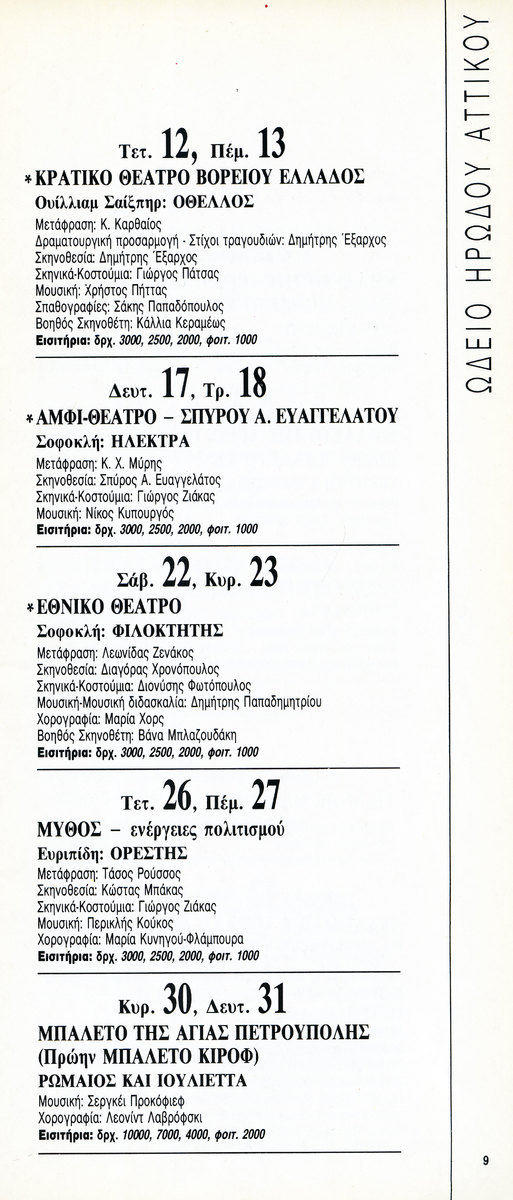 ΩΔΕΙΟ ΗΡΩΔΟΥ ΑΤΤΙΚΟΥ
Τετ. 12, Πέμ. 13
*ΚΡΑΤΙΚΟ ΘΕΑΤΡΟ ΒΟΡΕΙΟΥ ΕΛΛΑΔΟΣ
Ουίλλιαμ Σαίξπηρ: ΟΘΕΛΛΟΣ
Μετάφραση: Κ. Καρθαίος
Δραματουργική προσαρμογή - Στίχοι τραγουδιών: Δημήτρης Έξαρχος
Σκηνοθεσία: Δημήτρης Έξαρχος
Σκηνικά-Κοστούμια: Γιώργος Πάτσας
Μουσική: Χρήστος Πήττας
Σπαθογραφίες: Σάκης Παπαδόπουλος
Βοηθός Σκηνοθέτη: Κάλλια Κεραμέως
Εισιτήρια: δρχ. 3000, 2500, 2000, φοιτ. 1000
Δευτ. 17, Τρ. 18
*ΑΜΦΙ-ΘΕΑΤΡΟ – ΣΠΥΡΟΥ Α. ΕΥΑΓΓΕΛΑΤΟΥ
Σοφοκλή: ΗΛΕΚΤΡΑ
Μετάφραση: Κ. Χ. Μύρης
Σκηνοθεσία: Σπύρος Α. Ευαγγελάτος
Σκηνικά-Κοστούμια: Γιώργος Ζιάκας
Μουσική: Νίκος Κυπουργός
Εισιτήρια: δρχ. 3000, 2500, 2000, φοιτ. 1000
Σάβ. 22, Κυρ. 23
*ΕΘΝΙΚΟ ΘΕΑΤΡΟ
Σοφοκλή: ΦΙΛΟΚΤΗΤΗΣ
Μετάφραση: Λεωνίδας Ζενάκος
Σκηνοθεσία: Διαγόρας Χρονόπουλος
Σκηνικά-Κοστούμια: Διονύσης Φωτόπουλος
Μουσική-Μουσική διδασκαλία: Δημήτρης Παπαδημητρίου
Χορογραφία: Μαρία Χορς
Βοηθός Σκηνοθέτη: Βάνα Μπλαζουδάκη
Εισιτήρια: δρχ. 3000, 2500, 2000, φοιτ. 1000
Τετ. 26, Πέμ. 27
ΜΥΘΟΣ – ενέργειες πολιτισμού
Ευριπίδη: ΟΡΕΣΤΗΣ
Μετάφραση: Τάσος Ρούσσος
Σκηνοθεσία: Κώστας Μπάκας
Σκηνικά-Κοστούμια: Γιώργος Ζιάκας
Μουσική: Περικλής Κούκος
Χορογραφία: Μαρία Κυνηγού-Φλάμπουρα
Εισιτήρια: δρχ. 3000, 2500, 2000, φοιτ. 1000
Κυρ. 30, Δευτ. 31
ΜΠΑΛΕΤΟ ΤΗΣ ΑΓΙΑΣ ΠΕΤΡΟΥΠΟΛΗΣ
(Πρώην ΜΠΑΛΕΤΟ ΚΙΡΟΦ)
ΡΩΜΑΙΟΣ ΚΑΙ ΙΟΥΛΙΕΤΤΑ
Μουσική: Σεργκέι Προκόφιεφ
Χορογραφία: Λεονίντ Λαβρόφσκι
Εισιτήρια: δρχ. 10000, 7000, 4000, φοιτ. 2000
9